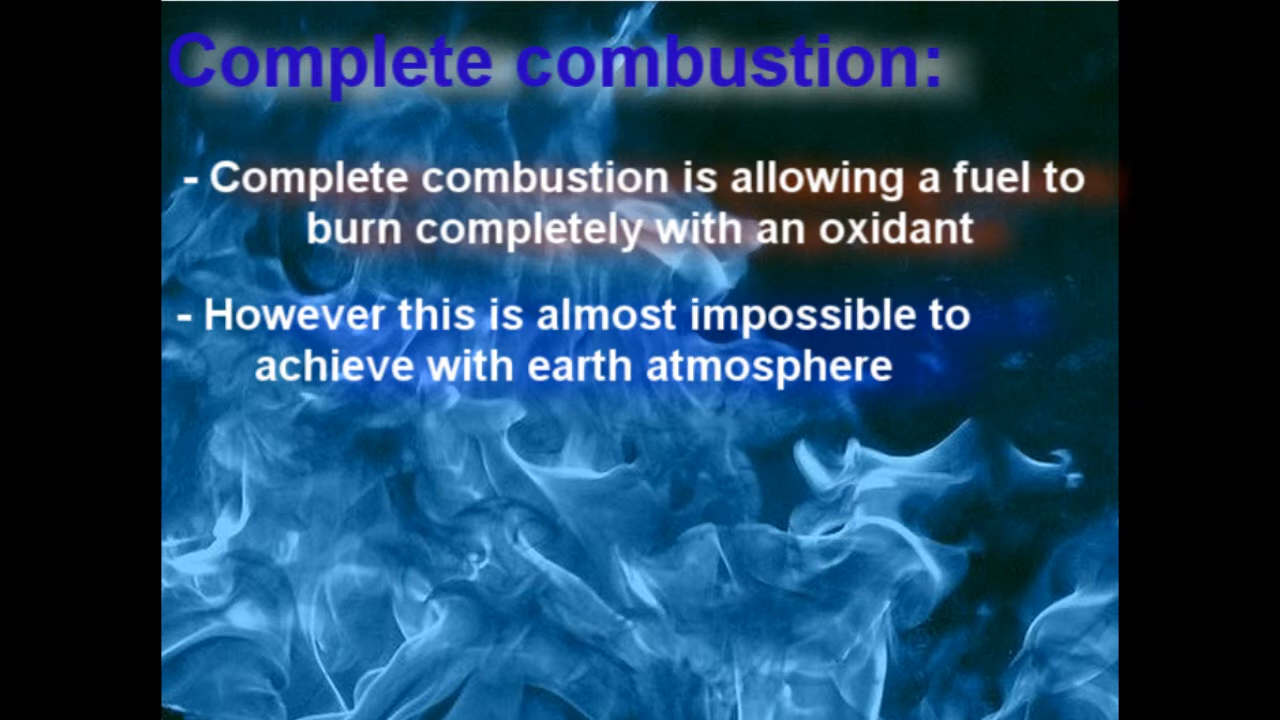 Complete combustion:
- Complete combustion is allowing a fuel to
burn completely with an oxidant
- However this is almost impossible to
achieve with earth atmosphere